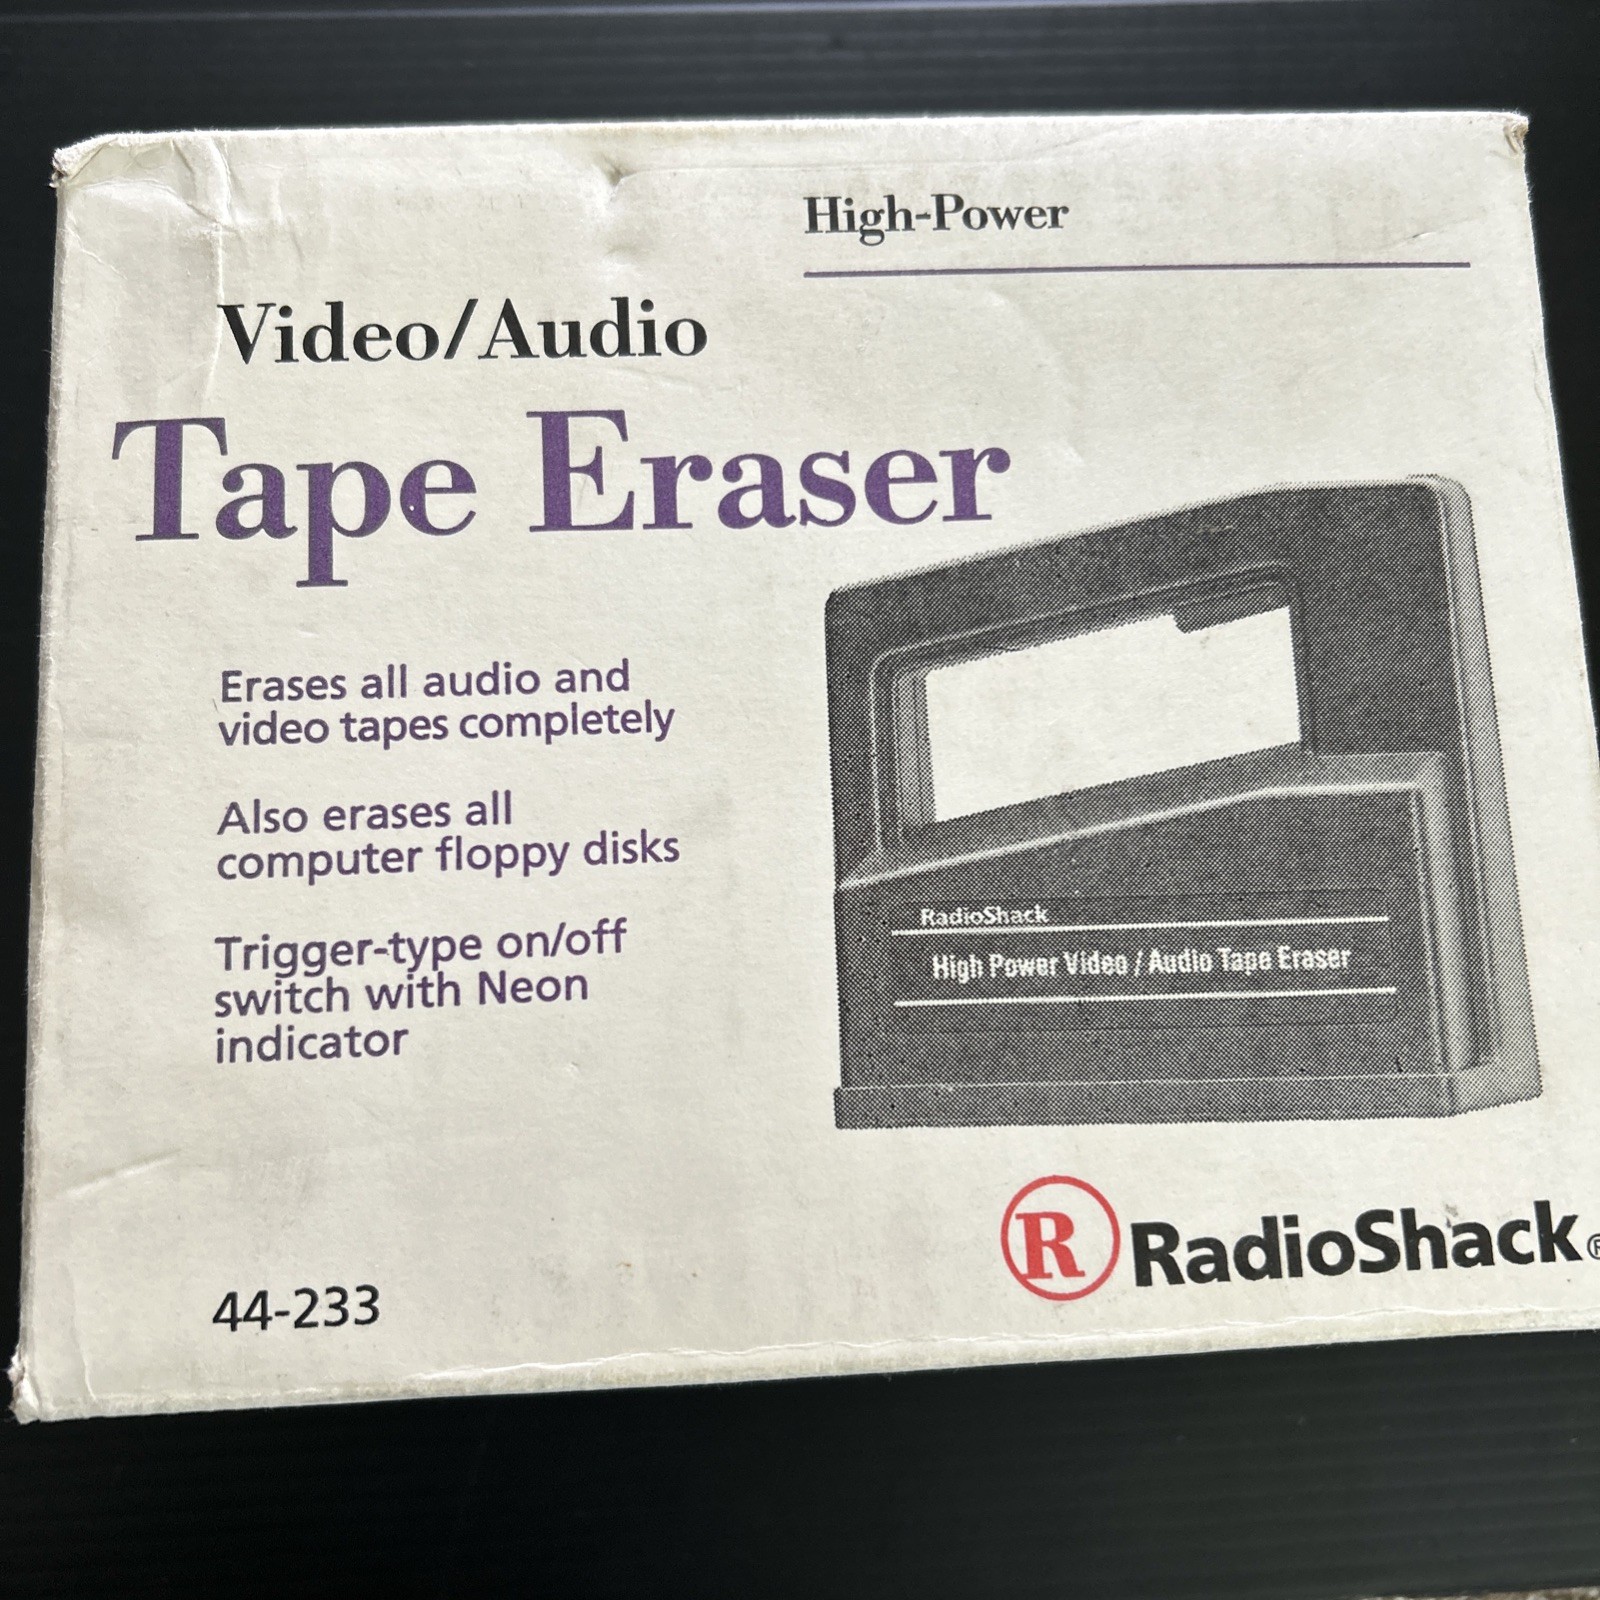 High-Power
Video/Audio
Tape Eraser
Erases all audio and
video tapes completely
Also erases all
computer floppy disks
Trigger-type on/off
switch with Neon
indicator
RadioShack
High Power Video / Audio Tape Eraser
R RadioShack®
44-233